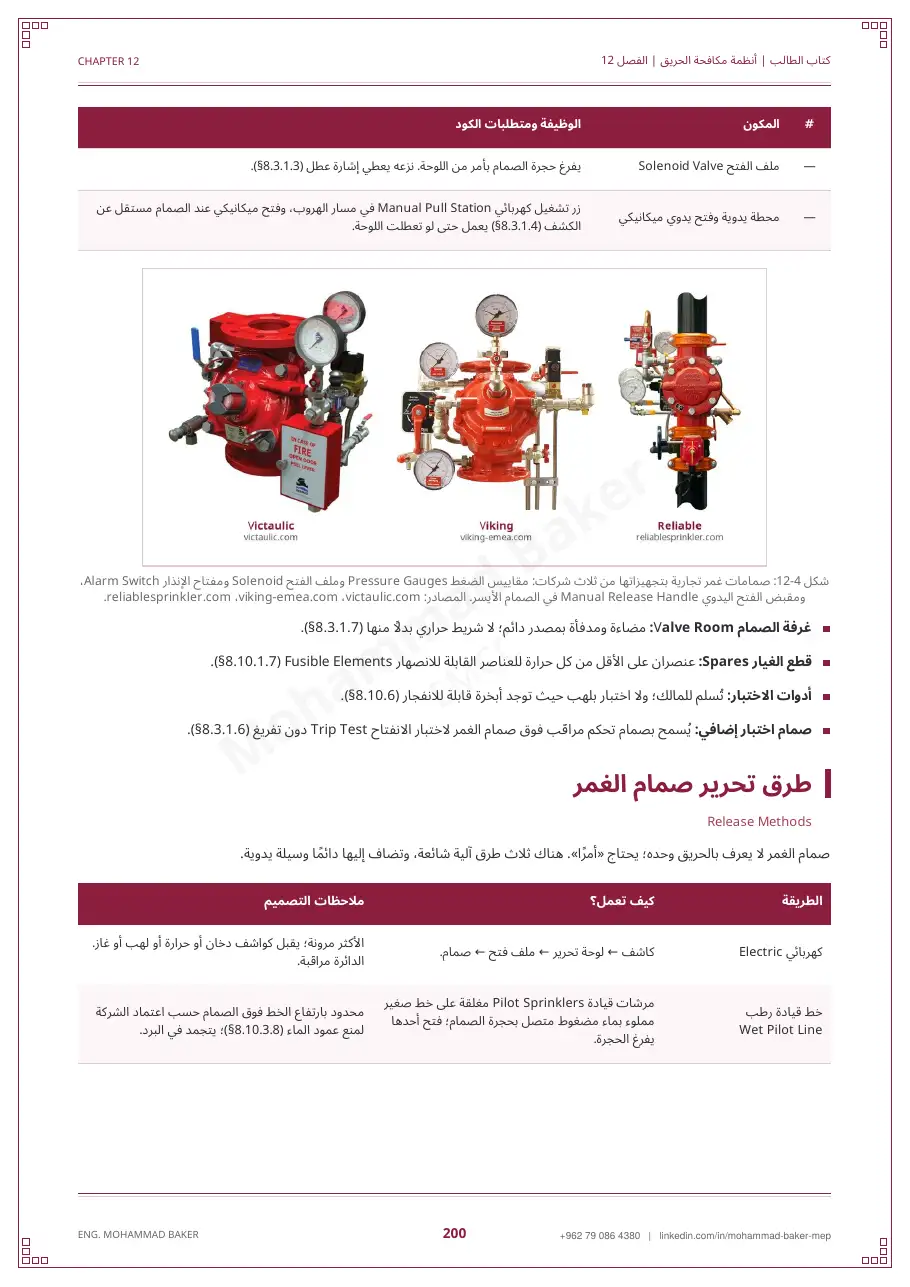 كتاب الطالب | أنظمة مكافحة الحريق | الفصل 12
CHAPTER 12
# المكون الوظيفة ومتطلبات الكود
— ملف الفتح Solenoid Valve يفرغ حجرة الصمام بأمر من اللوحة. نزعه يعطي إشارة عطل (§8.3.1.3).
— محطة يدوية وفتح يدوي ميكانيكي زر تشغيل كهربائي Manual Pull Station في مسار الهروب، وفتح ميكانيكي عند الصمام مستقل عن
الكشف (§8.3.1.4) يعمل حتى لو تعطلت اللوحة.
IN CASE OF
FIRE
OPEN DOOR
PULL LEVER
Victaulic
victaulic.com
Viking
viking-emea.com
Reliable
reliablesprinkler.com
شكل 4-12: صمامات غمر تجارية بتجهيزاتها من ثلاث شركات: مقاييس الضغط Pressure Gauges وملف الفتح Solenoid ومفتاح الإنذار Alarm Switch،
ومقبض الفتح اليدوي Manual Release Handle في الصمام الأيسر. المصادر: victaulic.com، viking-emea.com، reliablesprinkler.com.
غرفة الصمام Valve Room: مضاءة ومدفأة بمصدر دائم؛ لا شريط حراري بدلًا منها (§8.3.1.7).
قطع الغيار Spares: عنصران على الأقل من كل حرارة للعناصر القابلة للانصهار Fusible Elements (§8.10.1.7).
أدوات الاختبار: تُسلم للمالك؛ ولا اختبار بلهب حيث توجد أبخرة قابلة للانفجار (§8.10.6).
صمام اختبار إضافي: يُسمح بصمام تحكم مراقَب فوق صمام الغمر لاختبار الانفتاح Trip Test دون تفريغ (§8.3.1.6).
طرق تحرير صمام الغمر
Release Methods
صمام الغمر لا يعرف بالحريق وحده؛ يحتاج «أمرًا». هناك ثلاث طرق آلية شائعة، وتضاف إليها دائمًا وسيلة يدوية.
الطريقة كيف تعمل؟ ملاحظات التصميم
كهربائي Electric كاشف ← لوحة تحرير ← ملف فتح ← صمام. الأكثر مرونة؛ يقبل كواشف دخان أو حرارة أو لهب أو غاز.
الدائرة مراقبة.
خط قيادة رطب
Wet Pilot Line
مرشات قيادة Pilot Sprinklers مغلقة على خط صغير
مملوء بماء مضغوط متصل بحجرة الصمام؛ فتح أحدها
يفرغ الحجرة.
محدود بارتفاع الخط فوق الصمام حسب اعتماد الشركة
لمنع عمود الماء (§8.10.3.8)؛ يتجمد في البرد.
Mohammad Baker
ENG. MOHAMMAD BAKER
200
+962 79 086 4380 | linkedin.com/in/mohammad-baker-mep